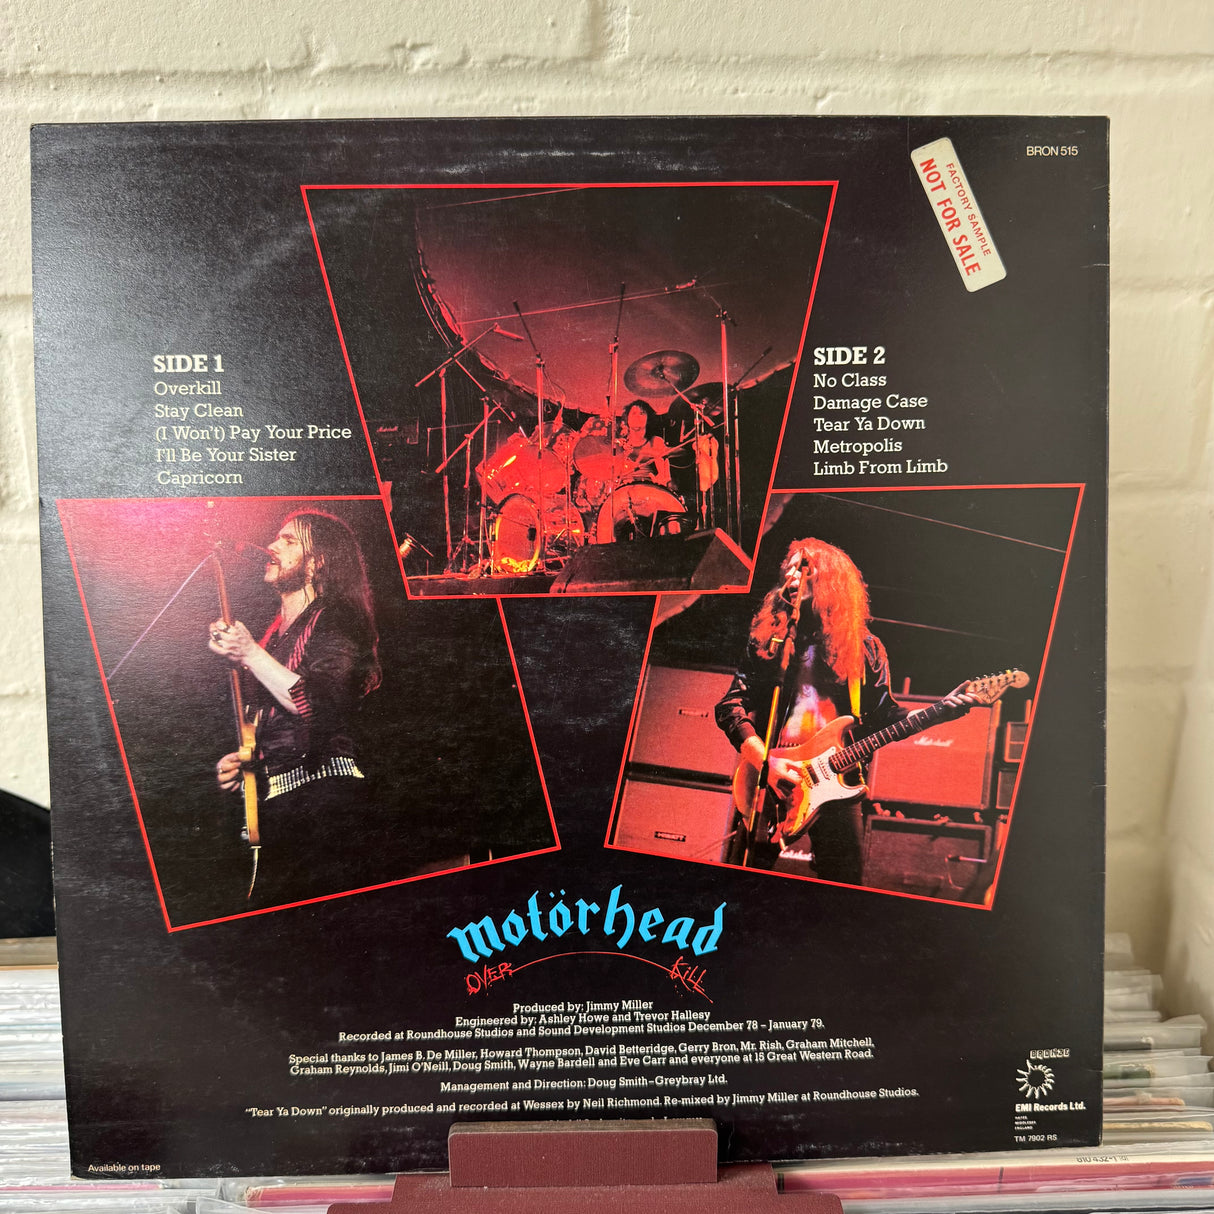 BRON 515
FACTORY SAMPLE
NOT FOR SALE
SIDE 1
Overkill
Stay Clean
(I Won't) Pay Your Price
I'll Be Your Sister
Capricorn
SIDE 2
No Class
Damage Case
Tear Ya Down
Metropolis
Limb From Limb
Marshall
motörhead
OVER KILL
Produced by: Jimmy Miller
Engineered by: Ashley Howe and Trevor Hallesy
Recorded at Roundhouse Studios and Sound Development Studios December 78 – January 79.
Special thanks to James B. De Miller, Howard Thompson, David Betteridge, Gerry Bron, Mr. Rish, Graham Mitchell,
Graham Reynolds, Jimi O'Neill, Doug Smith, Wayne Bardell and Eve Carr and everyone at 15 Great Western Road.
Management and Direction: Doug Smith–Greybray Ltd.
"Tear Ya Down" originally produced and recorded at Wessex by Neil Richmond. Re-mixed by Jimmy Miller at Roundhouse Studios.
BRONZE
EMI Records Ltd.
HAYES
MIDDLESEX
ENGLAND
TM 7902 RS
Available on tape